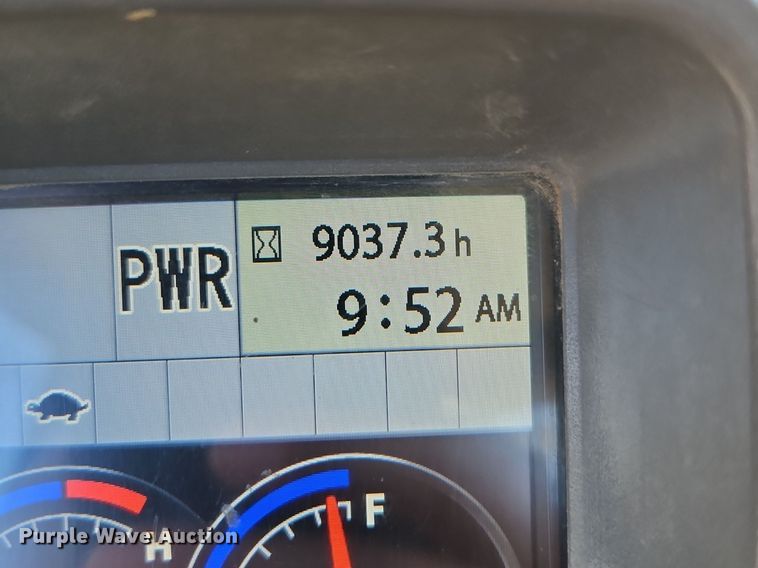 PWR
9037.3 h
9:52 AM
H
F
Purple Wave Auction